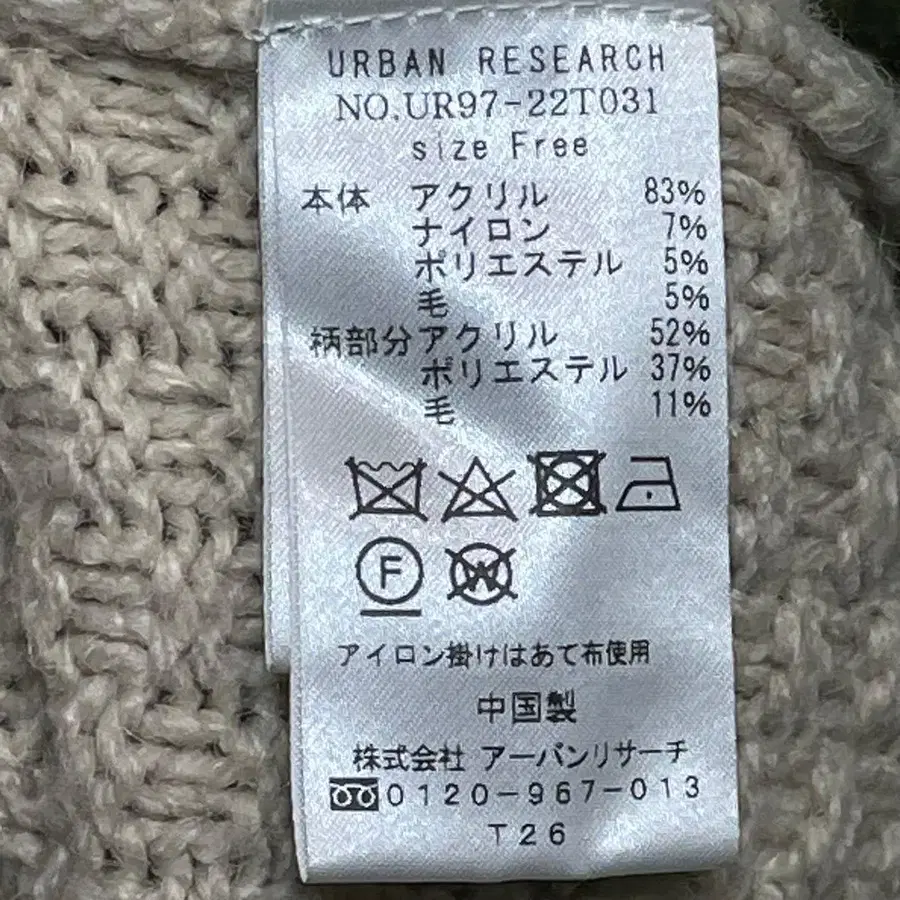 URBAN RESEARCH
NO.UR97-22T031
size Free
本体 アクリル 83%
ナイロン 7%
ポリエステル 5%
毛 5%
柄部分アクリル 52%
ポリエステル 37%
毛 11%
F
W
アイロン掛けはあて布使用
中国製
株式会社 アーバンリサーチ
0120-967-013
T26